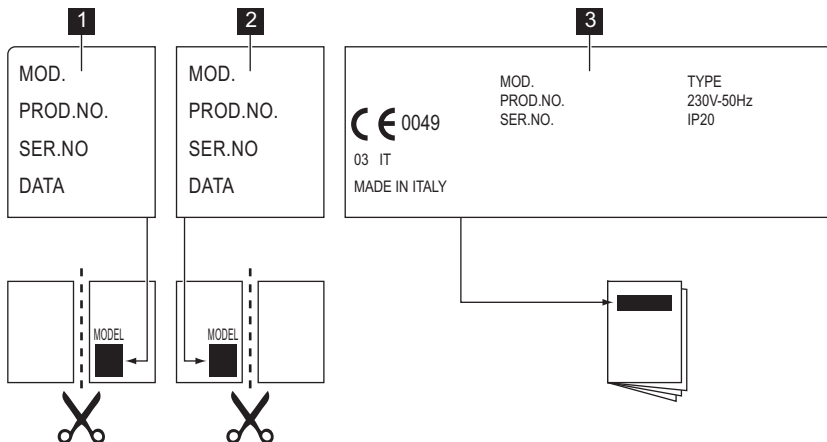 1
2
3
MOD.
PROD.NO.
SER.NO
DATA
MOD.
PROD.NO.
SER.NO
DATA
MOD.
PROD.NO.
SER.NO.
TYPE
230V-50Hz
IP20
CE 0049
03 IT
MADE IN ITALY
MODEL
MODEL